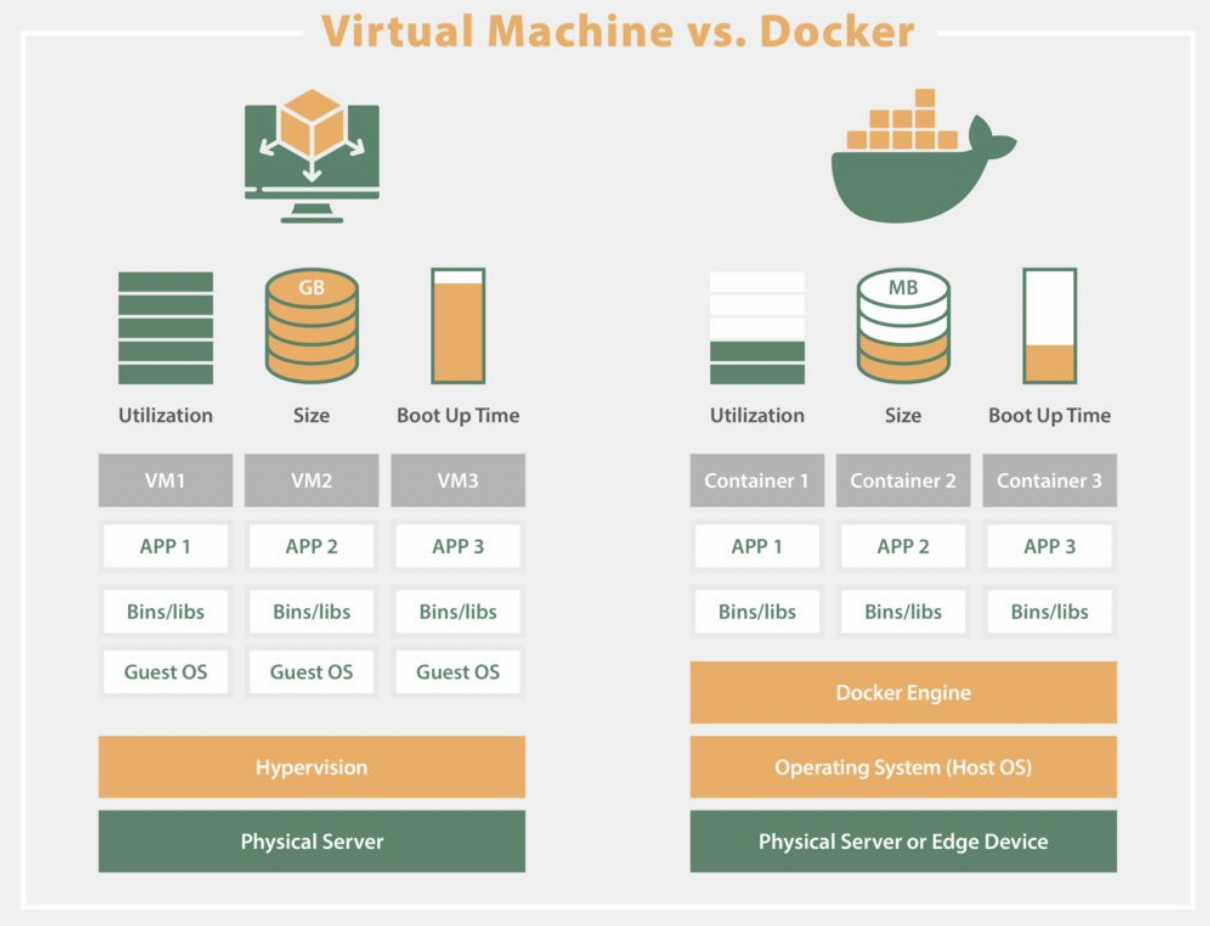 Virtual Machine vs. Docker
GB
Utilization Size Boot Up Time
VM1 VM2 VM3
APP 1 APP 2 APP 3
Bins/libs Bins/libs Bins/libs
Guest OS Guest OS Guest OS
Hypervision
Physical Server
MB
Utilization Size Boot Up Time
Container 1 Container 2 Container 3
APP 1 APP 2 APP 3
Bins/libs Bins/libs Bins/libs
Docker Engine
Operating System (Host OS)
Physical Server or Edge Device